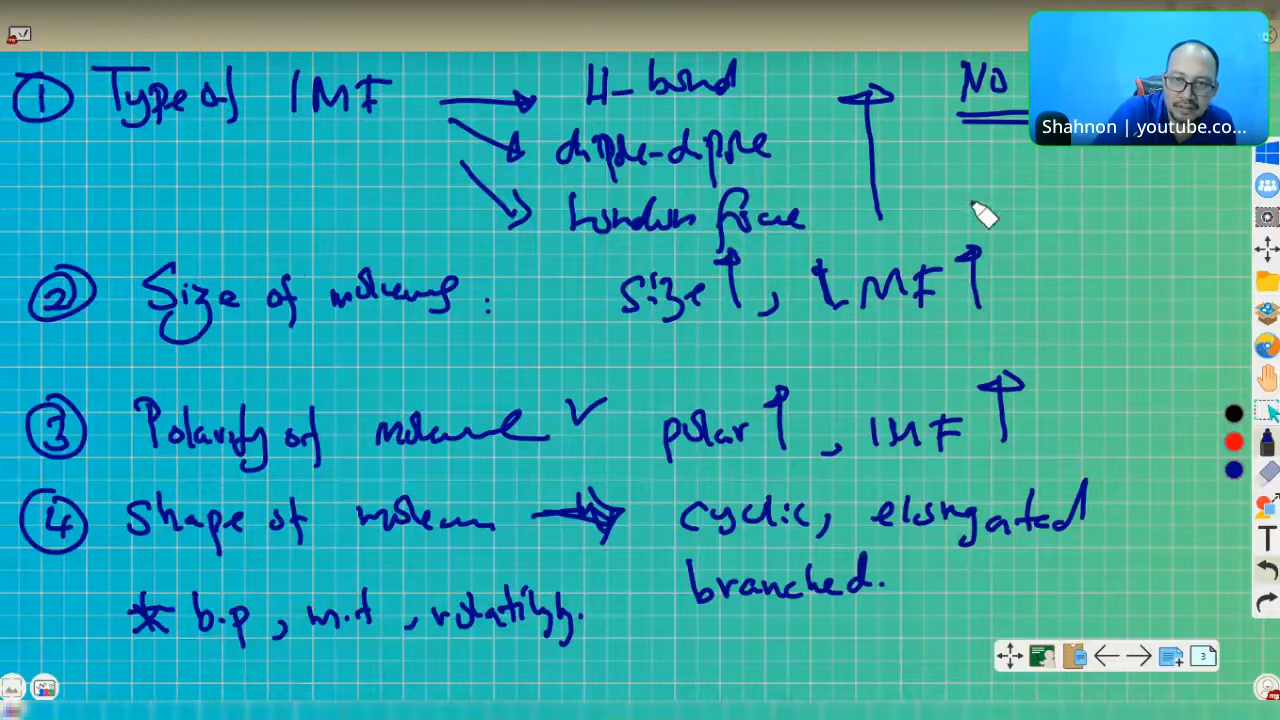 ① Type of IMF → H-bond NO
dipole-dipole
London force
② Size of molecule : size↑, IMF↑
③ Polarity of molecule ✓ polar↑, IMF↑
④ Shape of molecule → cyclic, elongated
branched.
* b.p, m.p, volatility.
Shahnon | youtube.co...
3